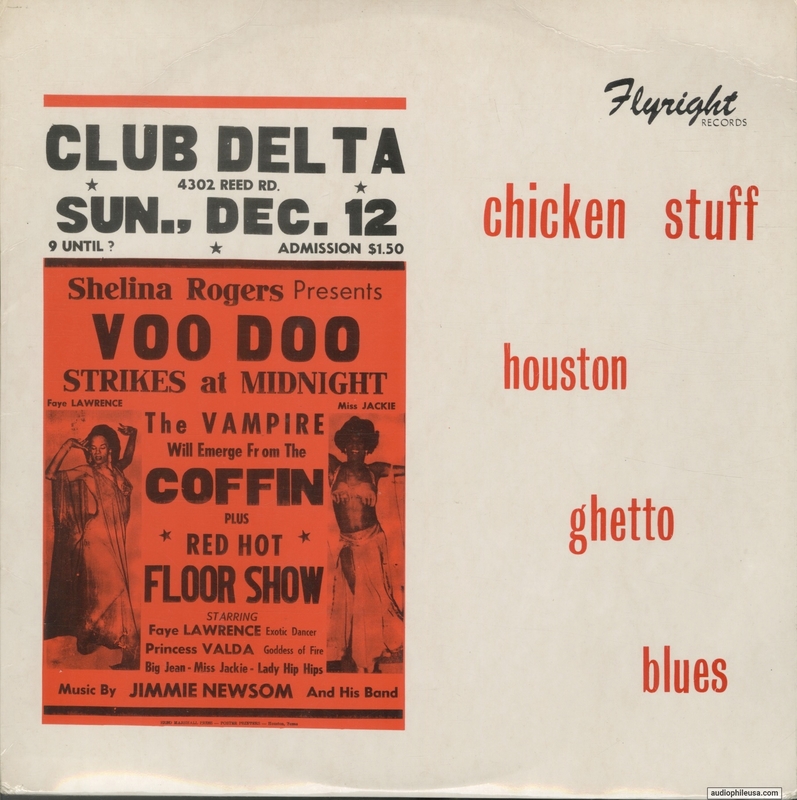 CLUB DELTA
4302 REED RD.
SUN., DEC. 12
9 UNTIL ? ADMISSION $1.50
Shelina Rogers Presents
VOO DOO
STRIKES at MIDNIGHT
Faye LAWRENCE Miss JACKIE
The VAMPIRE
Will Emerge From The
COFFIN
PLUS
RED HOT
FLOOR SHOW
STARRING
Faye LAWRENCE Exotic Dancer
Princess VALDA Goddess of Fire
Big Jean - Miss Jackie - Lady Hip Hips
Music By JIMMIE NEWSOM And His Band
Flyright
RECORDS
chicken stuff
houston
ghetto
blues
audiophileusa.com